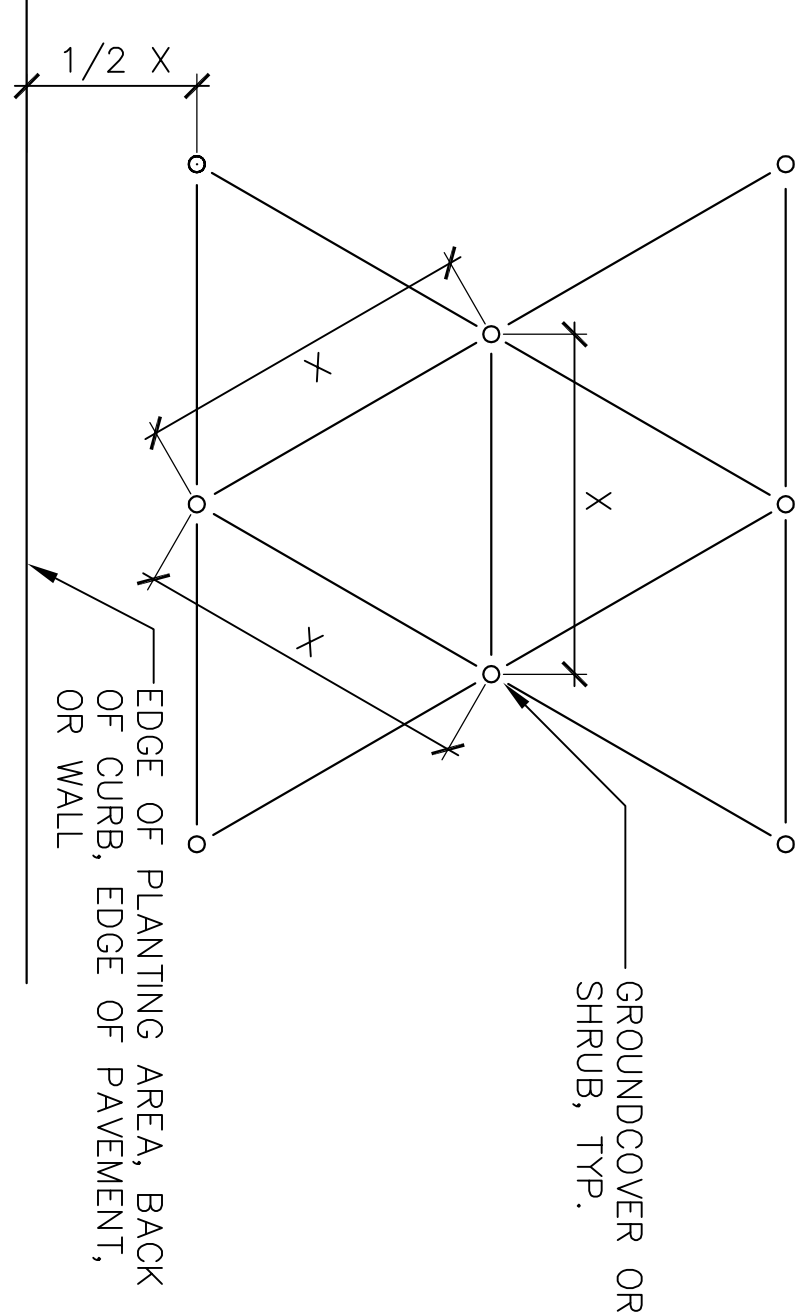 1/2 X
X
X
X
GROUNDCOVER OR
SHRUB, TYP.
EDGE OF PLANTING AREA, BACK
OF CURB, EDGE OF PAVEMENT,
OR WALL